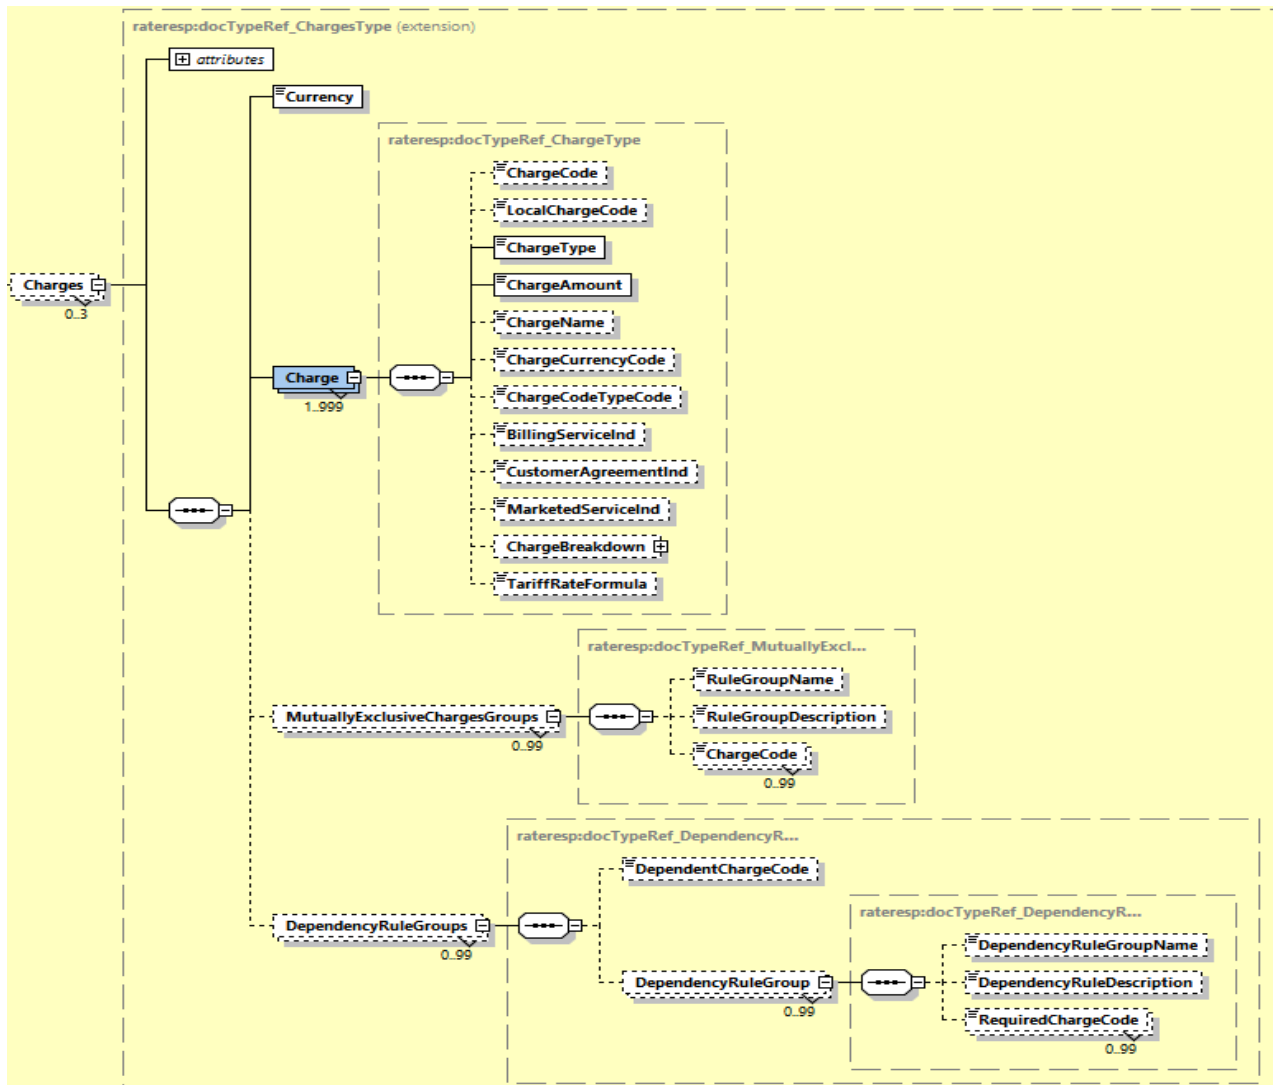 rateresp:docTypeRef_ChargesType (extension)
attributes
Currency
rateresp:docTypeRef_ChargeType
ChargeCode
LocalChargeCode
ChargeType
ChargeAmount
Charges
0..3
ChargeName
ChargeCurrencyCode
Charge
1..999
ChargeCodeTypeCode
BillingServiceInd
CustomerAgreementInd
MarketedServiceInd
ChargeBreakdown
TariffRateFormula
rateresp:docTypeRef_MutuallyExcl...
RuleGroupName
MutuallyExclusiveChargesGroups
0..99
RuleGroupDescription
ChargeCode
0..99
rateresp:docTypeRef_DependencyR...
DependentChargeCode
rateresp:docTypeRef_DependencyR...
DependencyRuleGroups
0..99
DependencyRuleGroupName
DependencyRuleGroup
0..99
DependencyRuleDescription
RequiredChargeCode
0..99